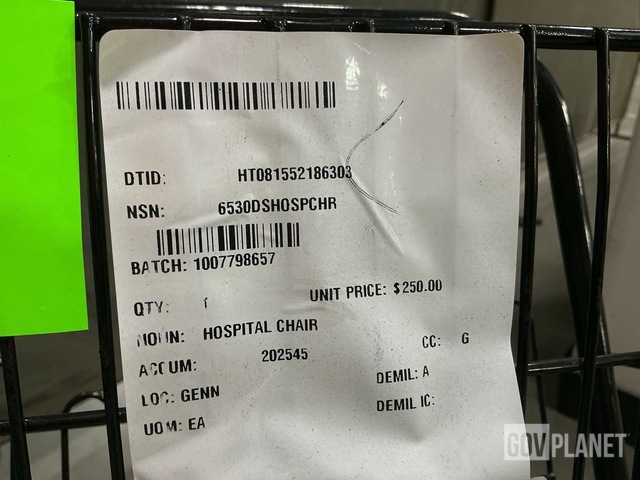 DTID: HT081552186303
NSN: 6530DSHOSPCHR
BATCH: 1007798657
QTY: 1 UNIT PRICE: $250.00
NOUN: HOSPITAL CHAIR
ACCUM: 202545 CC: G
LOC: GENN DEMIL: A
UOM: EA DEMIL IC:
GOVPLANET